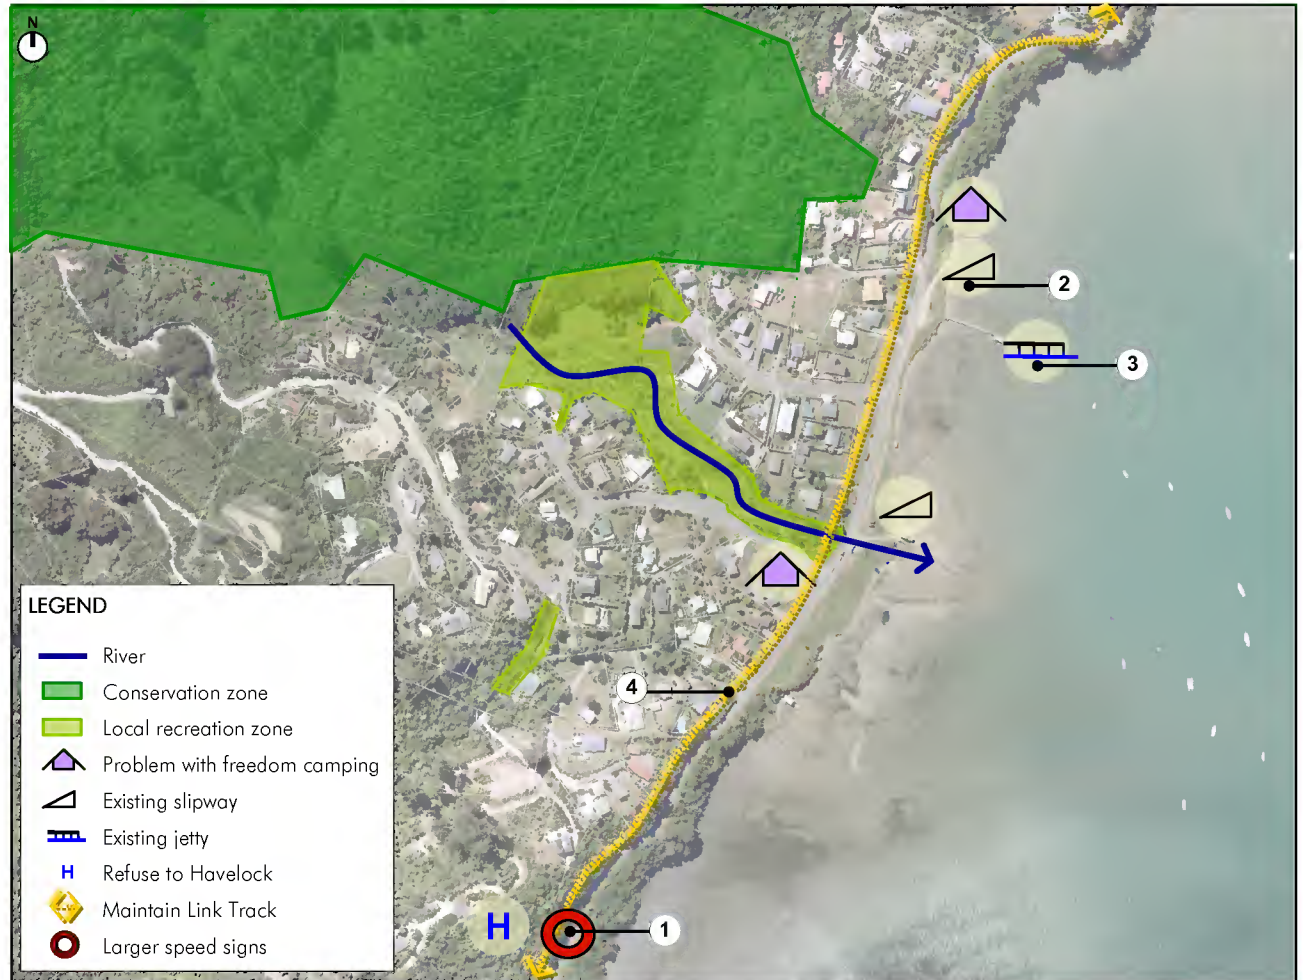 N
2
3
4
1
H
LEGEND
River
Conservation zone
Local recreation zone
Problem with freedom camping
Existing slipway
Existing jetty
H Refuse to Havelock
Maintain Link Track
Larger speed signs